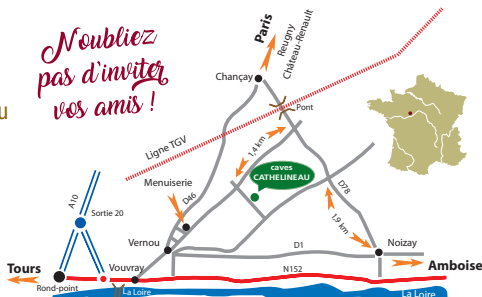 N'oubliez
pas d'inviter
vos amis !
Paris
Reugny
Château-Renault
Chançay
Pont
Ligne TGV
1,4 km
caves
CATHELINEAU
Menuiserie
D46
D78
A10
Sortie 20
1,9 km
Vernou
D1
Noizay
Tours
Rond-point
Vouvray
N152
Amboise
La Loire
La Loire